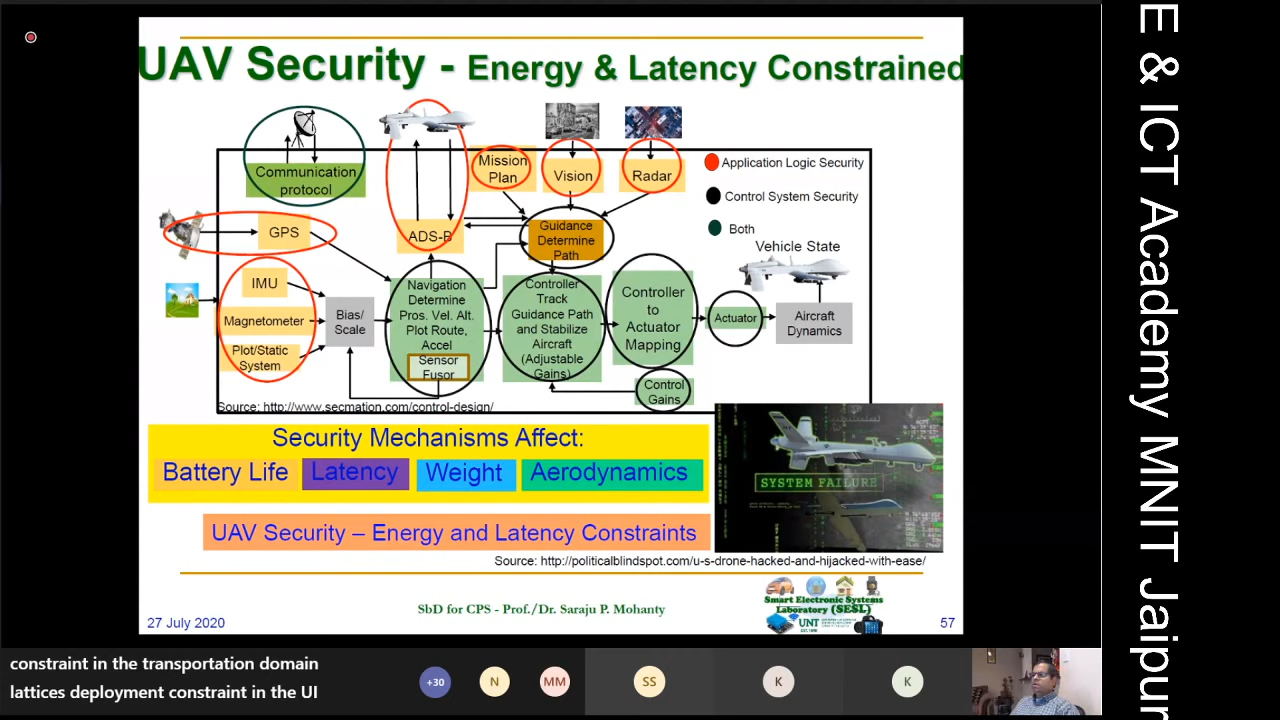 UAV Security - Energy & Latency Constrained
Communication
protocol
Mission
Plan
Vision
Radar
Application Logic Security
Control System Security
Both
GPS
ADS-B
Guidance
Determine
Path
Vehicle State
IMU
Magnetometer
Plot/Static
System
Bias/
Scale
Navigation
Determine
Pros. Vel. Alt.
Plot Route,
Accel
Sensor
Fusor
Controller
Track
Guidance Path
and Stabilize
Aircraft
(Adjustable
Gains)
Controller
to
Actuator
Mapping
Actuator
Aircraft
Dynamics
Control
Gains
Source: http://www.secmation.com/control-design/
Security Mechanisms Affect:
Battery Life Latency Weight Aerodynamics
SYSTEM FAILURE
UAV Security – Energy and Latency Constraints
Source: http://politicalblindspot.com/u-s-drone-hacked-and-hijacked-with-ease/
27 July 2020
SbD for CPS - Prof./Dr. Saraju P. Mohanty
Smart Electronic Systems
Laboratory (SESL)
UNT
57
constraint in the transportation domain
lattices deployment constraint in the UI
+30
N
MM
SS
K
K
E & ICT Academy MNIT Jaipur